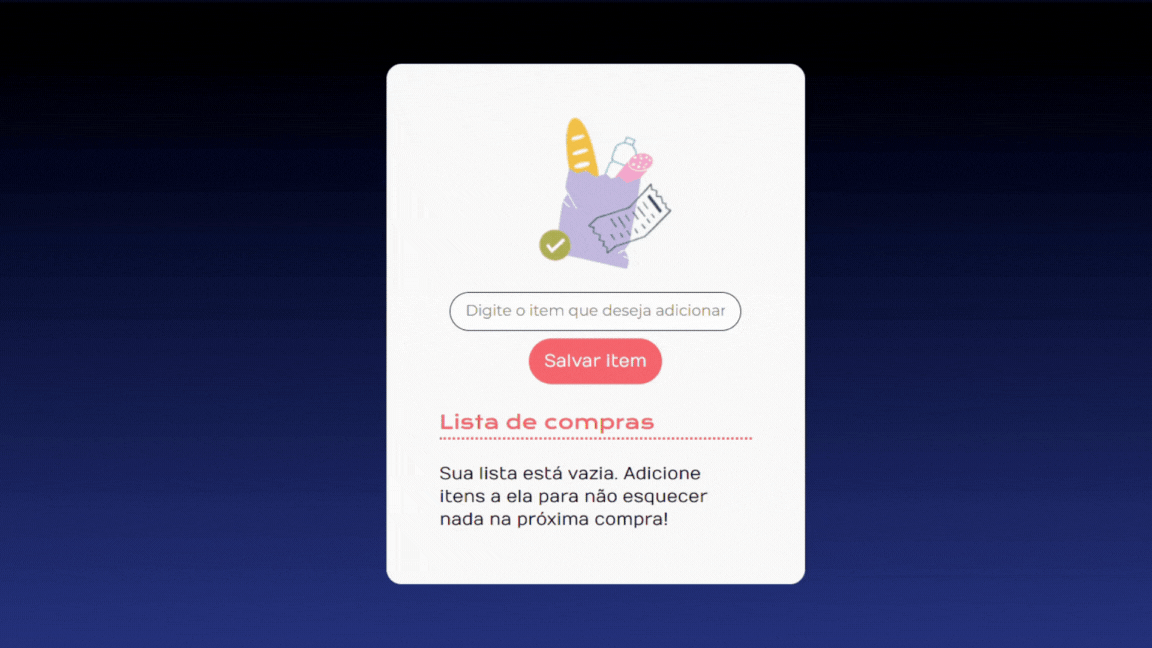 Digite o item que deseja adicionar
Salvar Item
Lista de compras
Sua lista está vazia. Adicione
itens a ela para não esquecer
nada na próxima compra!